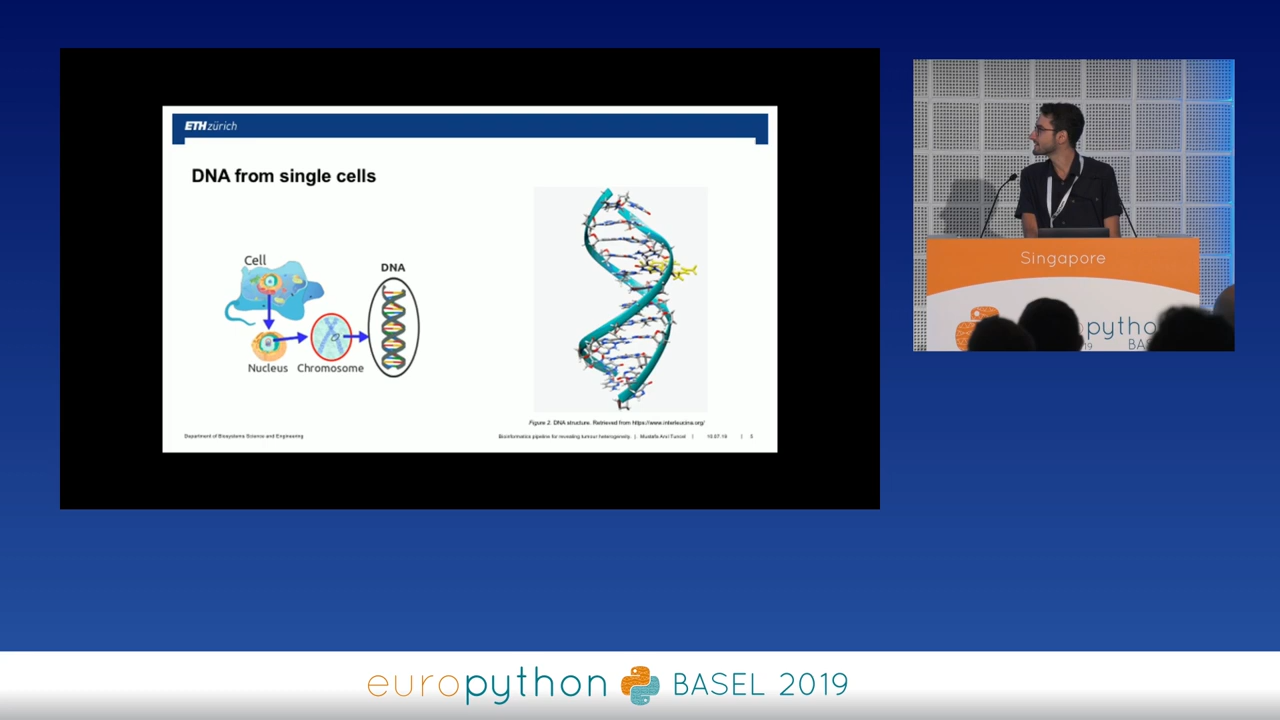 ETH zürich
DNA from single cells
Cell
DNA
Nucleus
Chromosome
Figure 2. DNA structure. Retrieved from https://www.interleucina.org/
Department of Biosystems Science and Engineering
Bioinformatics pipeline for revealing tumour heterogeneity. | Mustafa Anıl Tuncel | 10.07.19 | 5
Singapore
python
BA
europython BASEL 2019